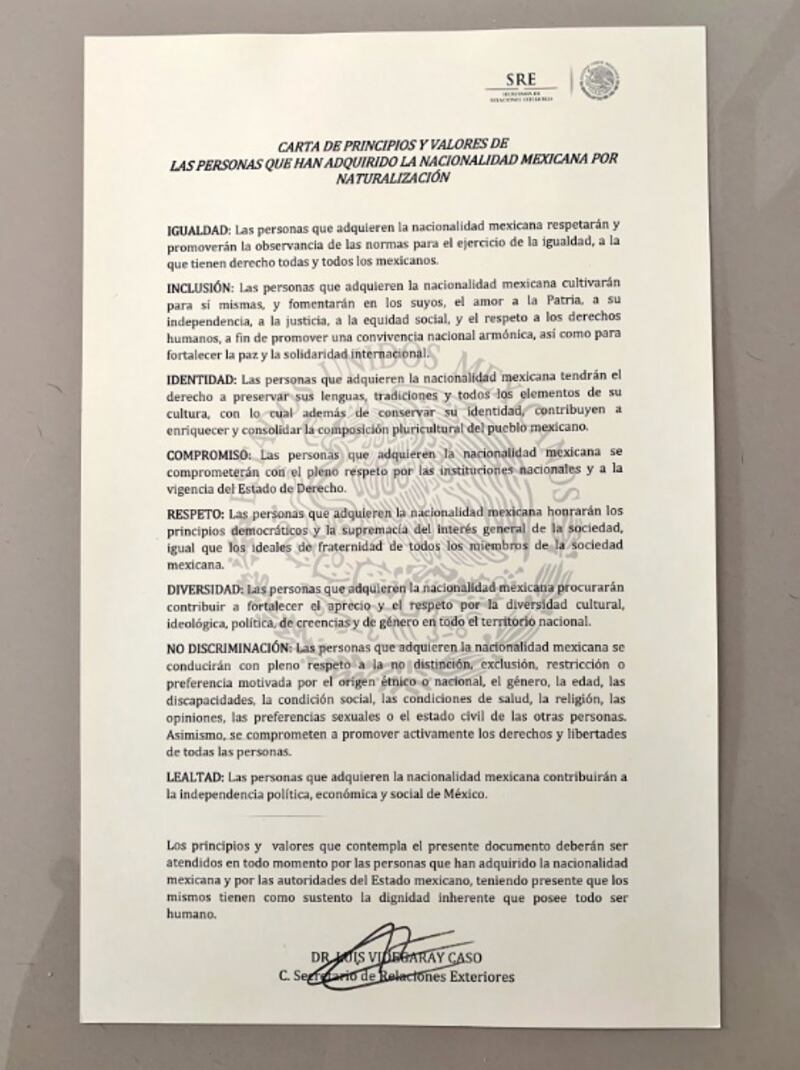 SRE
SECRETARÍA DE
RELACIONES EXTERIORES
CARTA DE PRINCIPIOS Y VALORES DE
LAS PERSONAS QUE HAN ADQUIRIDO LA NACIONALIDAD MEXICANA POR
NATURALIZACIÓN
IGUALDAD: Las personas que adquieren la nacionalidad mexicana respetarán y
promoverán la observancia de las normas para el ejercicio de la igualdad, a la
que tienen derecho todas y todos los mexicanos.
INCLUSIÓN: Las personas que adquieren la nacionalidad mexicana cultivarán
para sí mismas, y fomentarán en los suyos, el amor a la Patria, a su
independencia, a la justicia, a la equidad social, y el respeto a los derechos
humanos, a fin de promover una convivencia nacional armónica, así como para
fortalecer la paz y la solidaridad internacional.
IDENTIDAD: Las personas que adquieren la nacionalidad mexicana tendrán el
derecho a preservar sus lenguas, tradiciones y todos los elementos de su
cultura, con lo cual además de conservar su identidad, contribuyen a
enriquecer y consolidar la composición pluricultural del pueblo mexicano.
COMPROMISO: Las personas que adquieren la nacionalidad mexicana se
comprometerán con el pleno respeto por las instituciones nacionales y a la
vigencia del Estado de Derecho.
RESPETO: Las personas que adquieren la nacionalidad mexicana honrarán los
principios democráticos y la supremacía del interés general de la sociedad,
igual que los ideales de fraternidad de todos los miembros de la sociedad
mexicana.
DIVERSIDAD: Las personas que adquieren la nacionalidad mexicana procurarán
contribuir a fortalecer el aprecio y el respeto por la diversidad cultural,
ideológica, política, de creencias y de género en todo el territorio nacional.
NO DISCRIMINACIÓN: Las personas que adquieren la nacionalidad mexicana se
conducirán con pleno respeto a la no distinción, exclusión, restricción o
preferencia motivada por el origen étnico o nacional, el género, la edad, las
discapacidades, la condición social, las condiciones de salud, la religión, las
opiniones, las preferencias sexuales o el estado civil de las otras personas.
Asimismo, se comprometen a promover activamente los derechos y libertades
de todas las personas.
LEALTAD: Las personas que adquieren la nacionalidad mexicana contribuirán a
la independencia política, económica y social de México.
Los principios y valores que contempla el presente documento deberán ser
atendidos en todo momento por las personas que han adquirido la nacionalidad
mexicana y por las autoridades del Estado mexicano, teniendo presente que los
mismos tienen como sustento la dignidad inherente que posee todo ser
humano.
DR. LUIS VIDEGARAY CASO
C. Secretario de Relaciones Exteriores
ESTADOS UNIDOS MEXICANOS